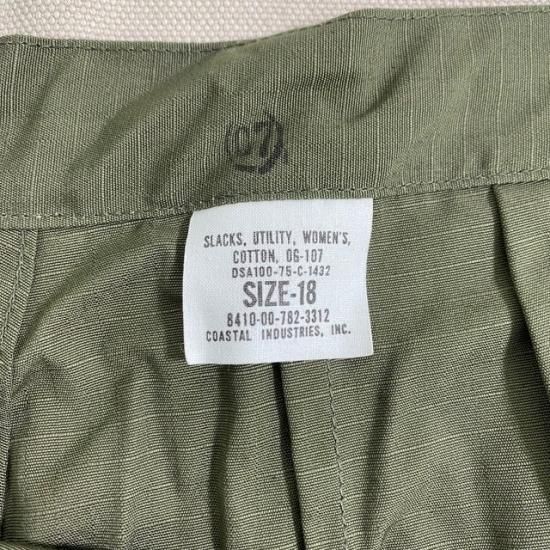 07
SLACKS, UTILITY, WOMEN'S,
COTTON, OG-107
DSA100-75-C-1432
SIZE-18
8410-00-782-3312
COASTAL INDUSTRIES, INC.